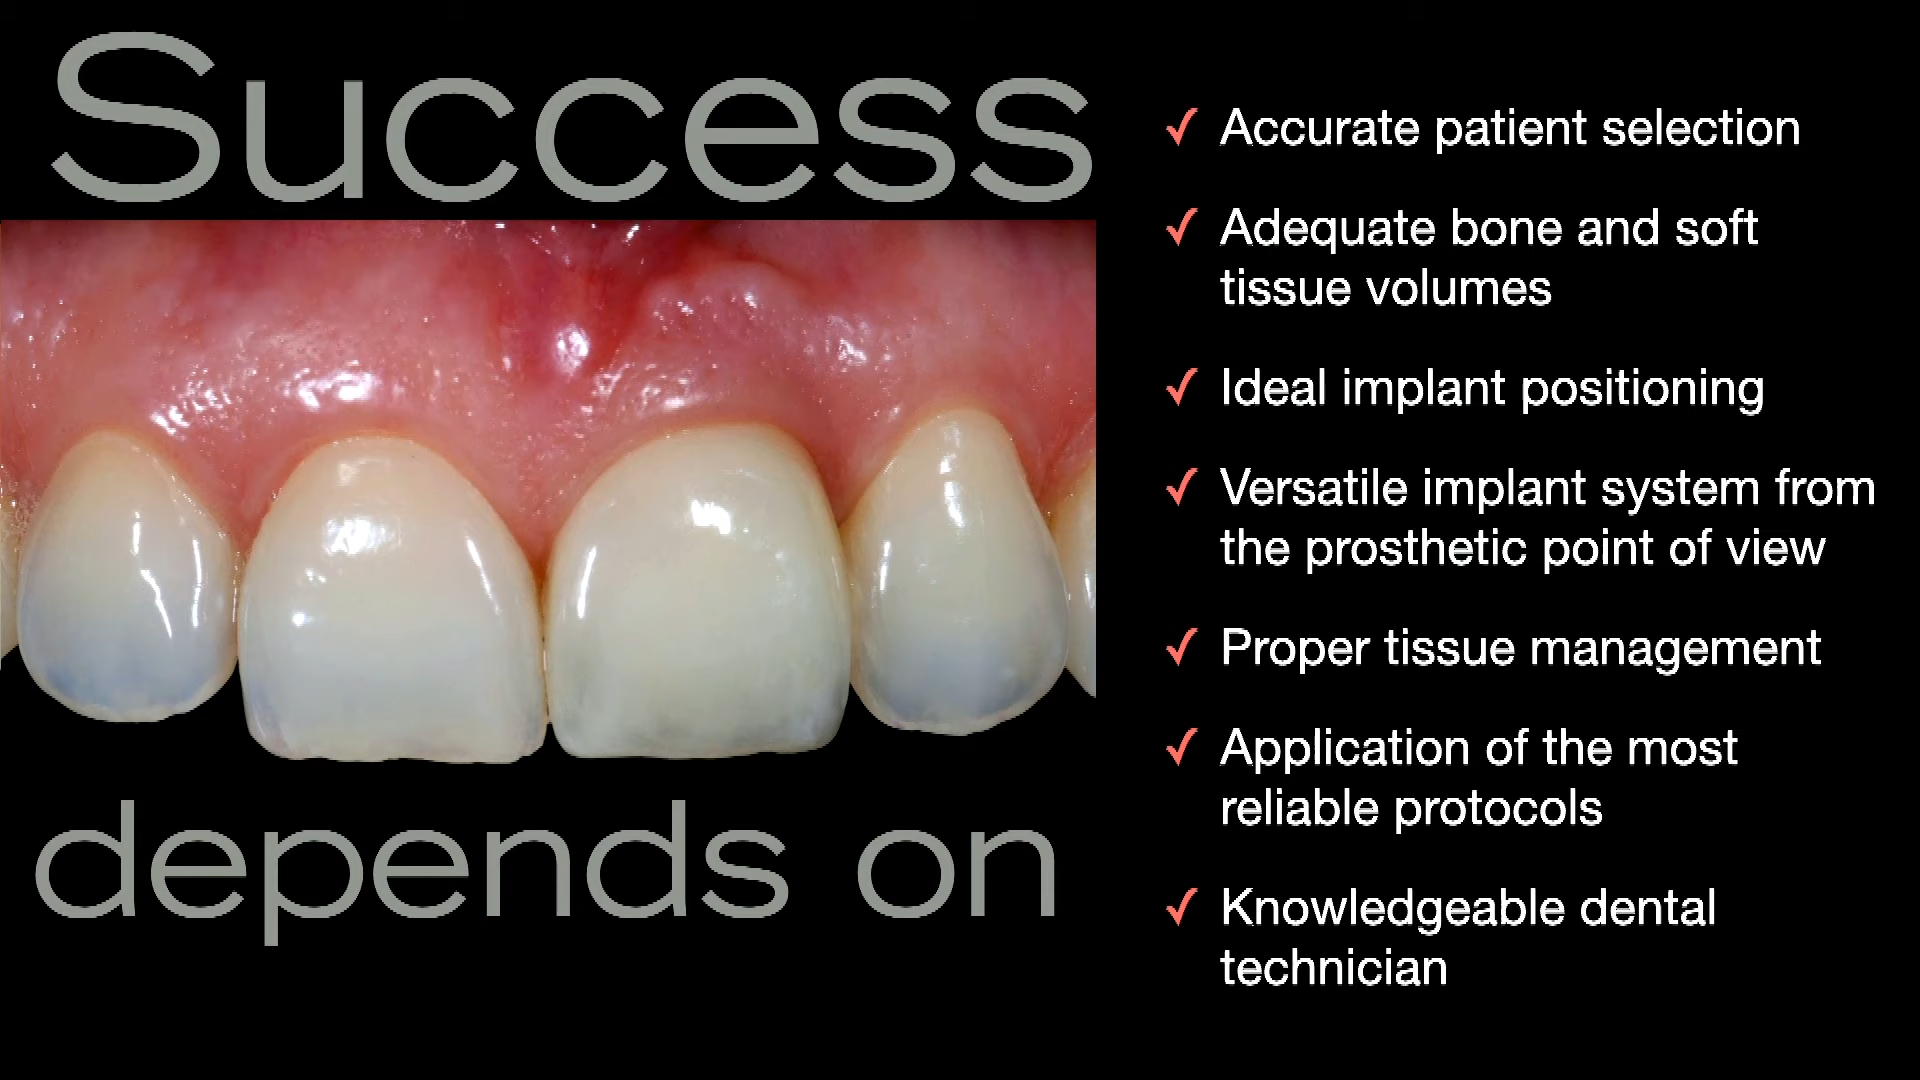 Success
depends on
✓ Accurate patient selection
✓ Adequate bone and soft
tissue volumes
✓ Ideal implant positioning
✓ Versatile implant system from
the prosthetic point of view
✓ Proper tissue management
✓ Application of the most
reliable protocols
✓ Knowledgeable dental
technician